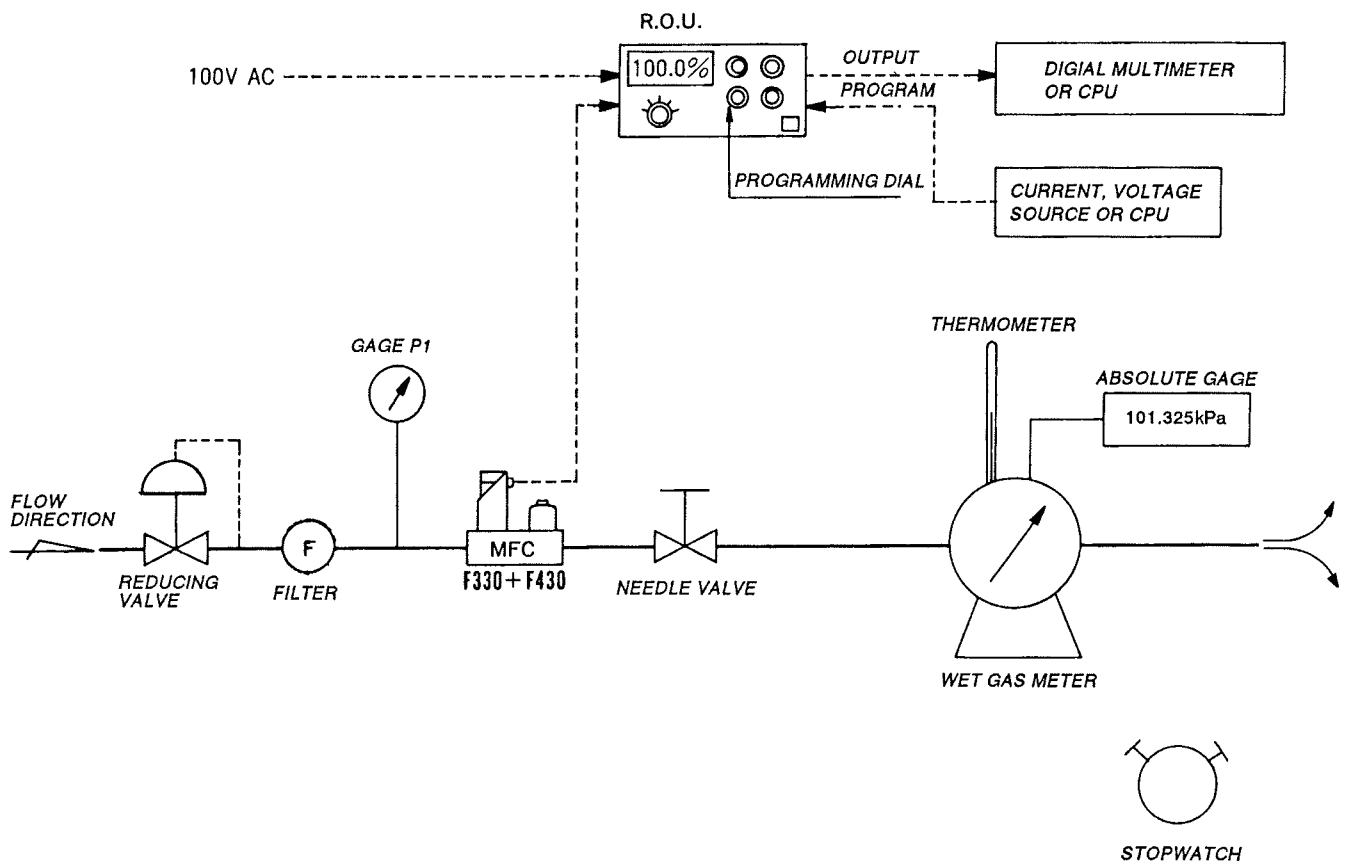 R.O.U.
100V AC
100.0%
OUTPUT
PROGRAM
DIGIAL MULTIMETER
OR CPU
PROGRAMMING DIAL
CURRENT, VOLTAGE
SOURCE OR CPU
THERMOMETER
GAGE P1
ABSOLUTE GAGE
101.325kPa
FLOW
DIRECTION
F
MFC
F330+F430
REDUCING
VALVE
FILTER
NEEDLE VALVE
WET GAS METER
STOPWATCH